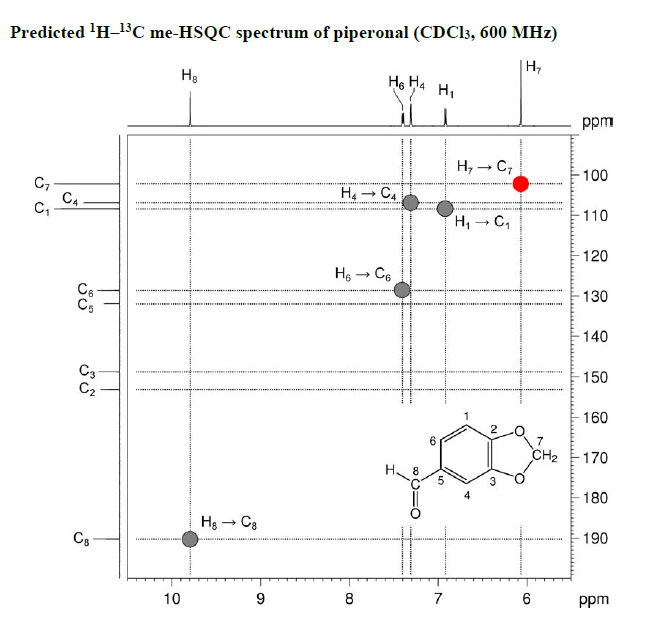 Predicted ¹H–¹³C me-HSQC spectrum of piperonal (CDCl₃, 600 MHz)
H₈ H₆ H₄ H₁ H₇
ppm
H₇ → C₇
C₇ 100
H₄ → C₄
C₄
C₁ 110
H₁ → C₁
120
H₆ → C₆
C₆ 130
C₅
140
C₃ 150
C₂
160
1
2 O
6 7
CH₂ 170
H 8 5 3 O
C 4
O 180
H₈ → C₈
C₈ 190
10 9 8 7 6 ppm